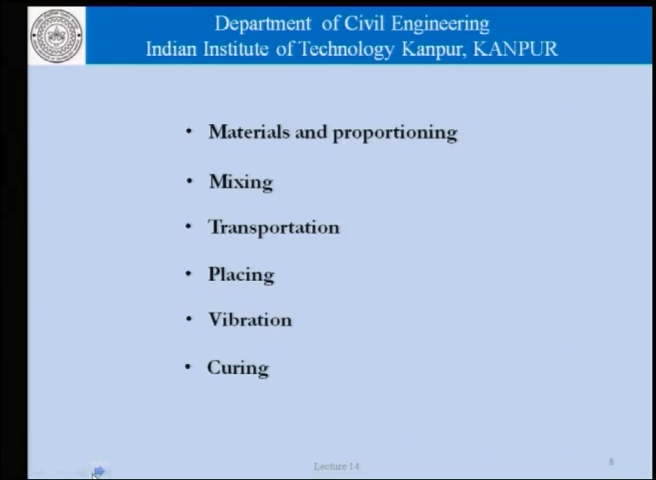 Department of Civil Engineering
Indian Institute of Technology Kanpur, KANPUR
• Materials and proportioning
• Mixing
• Transportation
• Placing
• Vibration
• Curing
Lecture 14
8